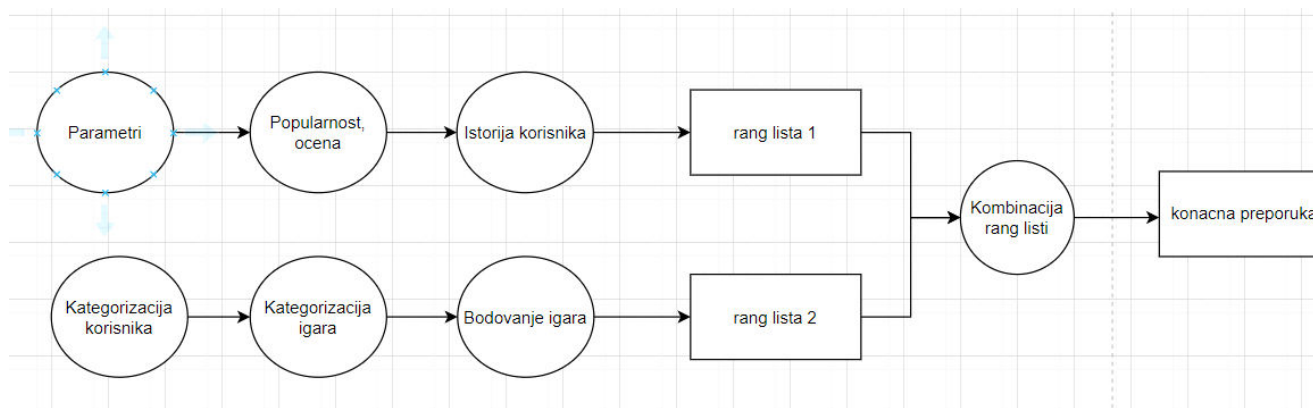 Parametri
Popularnost,
ocena
Istorija korisnika
rang lista 1
Kategorizacija
korisnika
Kategorizacija
igara
Bodovanje igara
rang lista 2
Kombinacija
rang listi
konacna preporuka